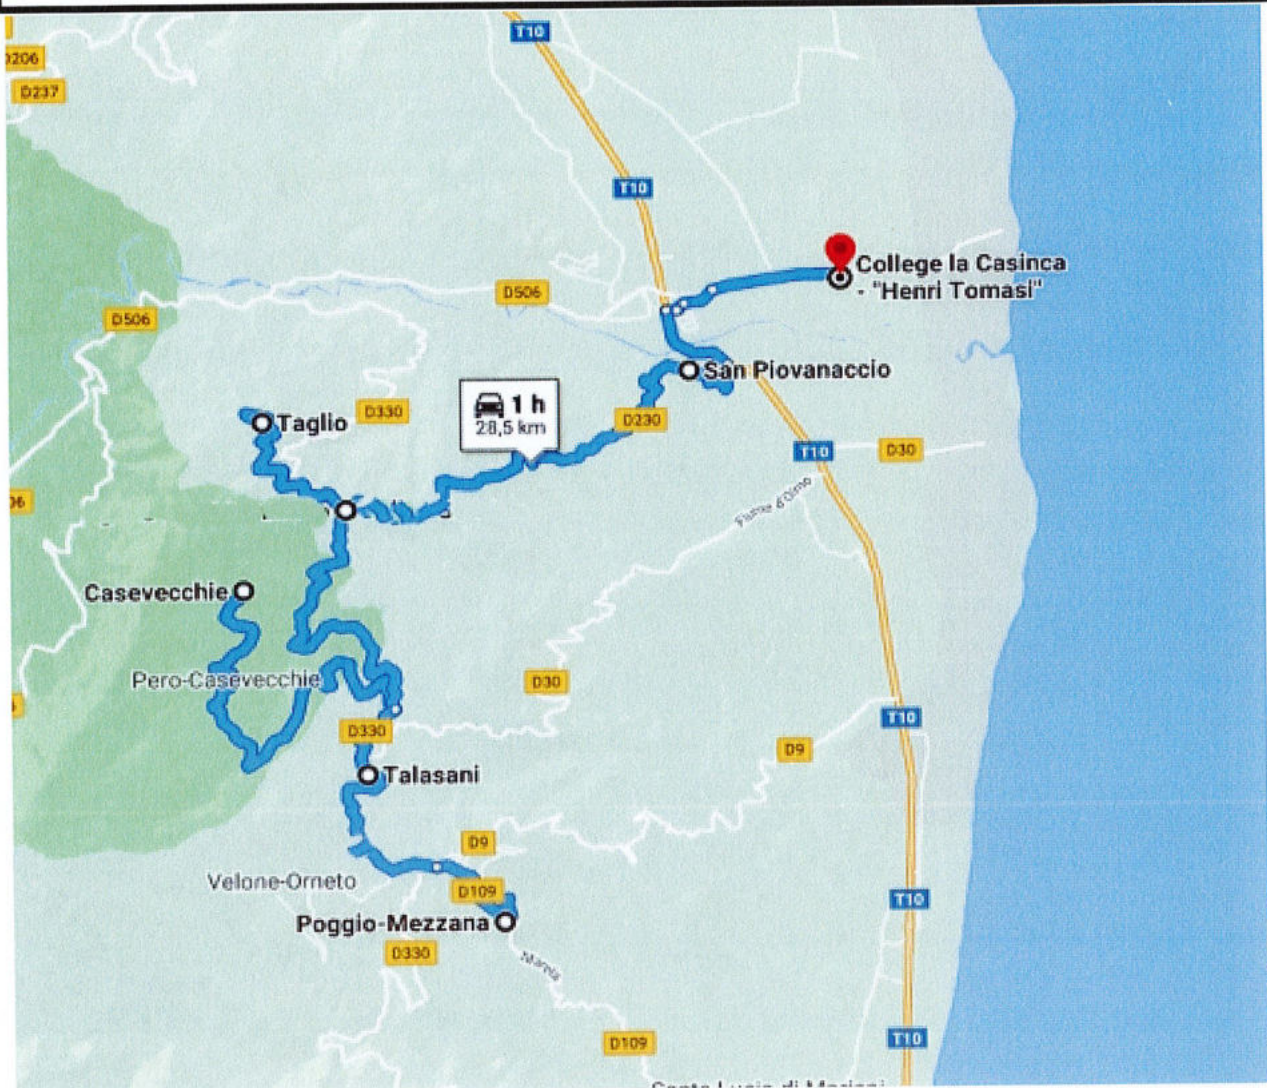 T10
D206
D237
T10
College la Casinca
- "Henri Tomasi"
D506
D506
San Piovanaccio
1 h
28,5 km
D330
Taglio
D230
T10
D30
Fiume d'Olmo
Casevecchie
Pero-Casevecchie
D30
T10
D330
D9
Talasani
D9
Velone-Orneto
D109
T10
Poggio-Mezzana
D330
D109
T10